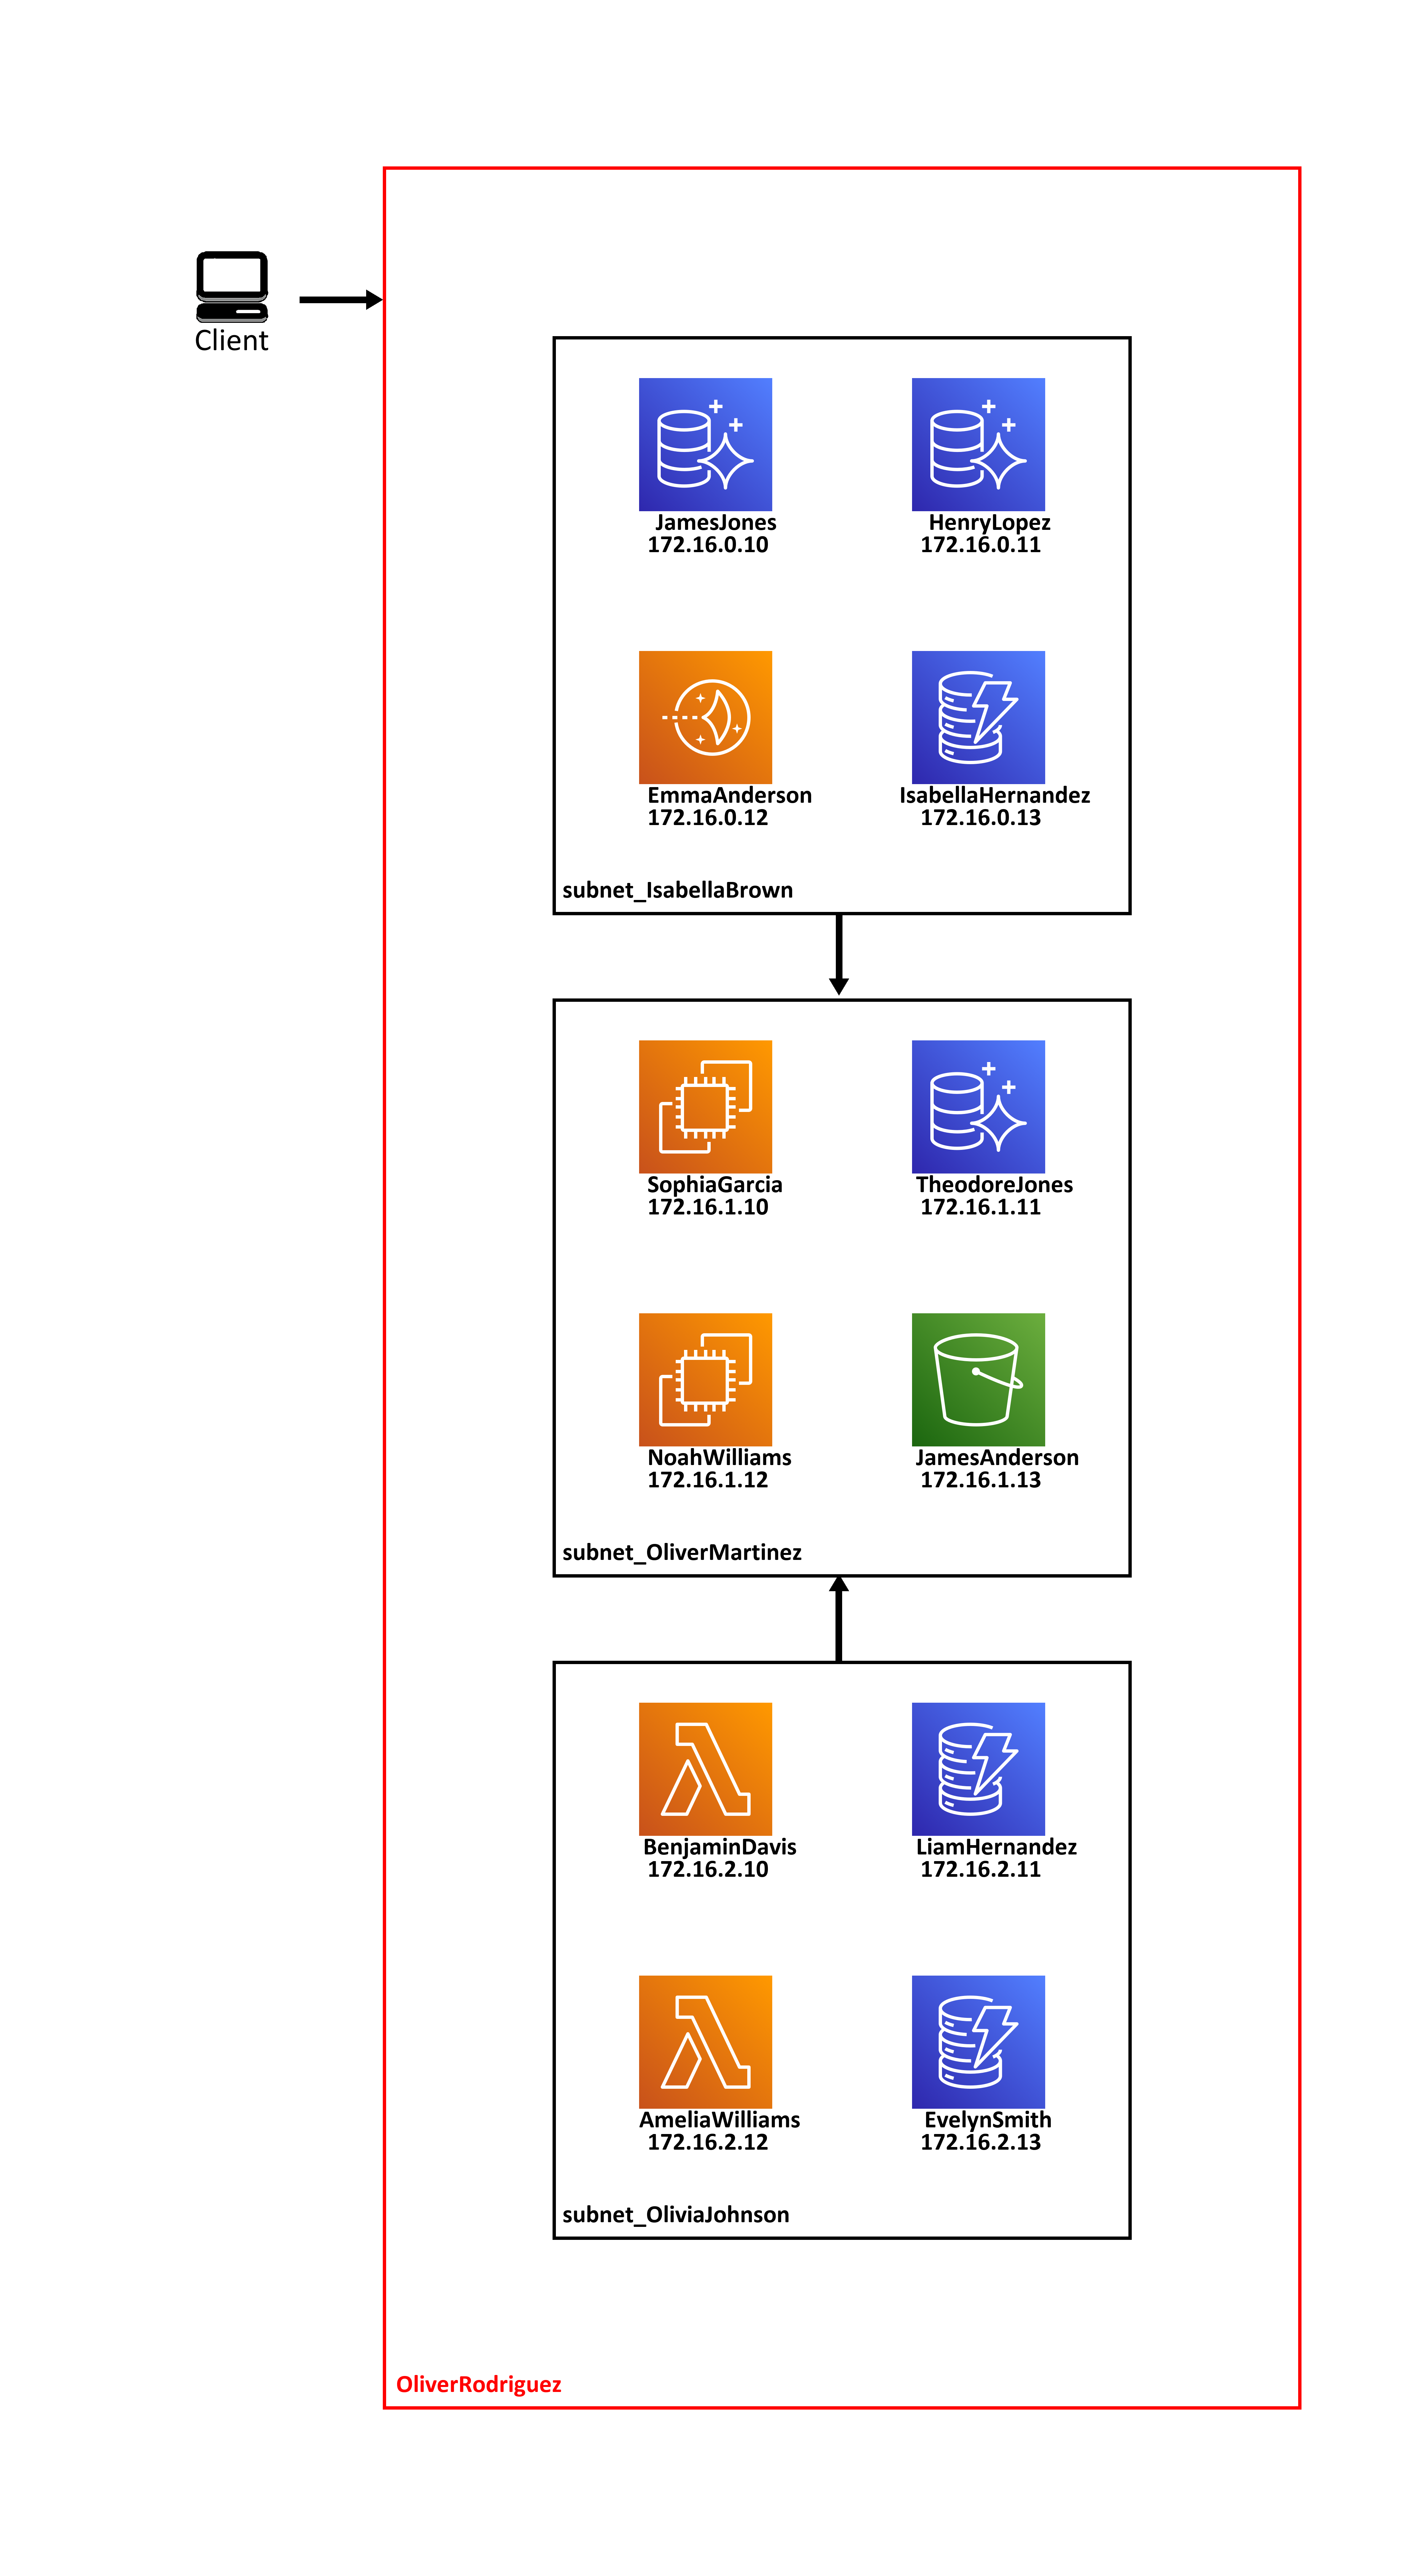 Client
JamesJones
172.16.0.10
HenryLopez
172.16.0.11
EmmaAnderson
172.16.0.12
IsabellaHernandez
172.16.0.13
subnet_IsabellaBrown
SophiaGarcia
172.16.1.10
TheodoreJones
172.16.1.11
NoahWilliams
172.16.1.12
JamesAnderson
172.16.1.13
subnet_OliverMartinez
BenjaminDavis
172.16.2.10
LiamHernandez
172.16.2.11
AmeliaWilliams
172.16.2.12
EvelynSmith
172.16.2.13
subnet_OliviaJohnson
OliverRodriguez